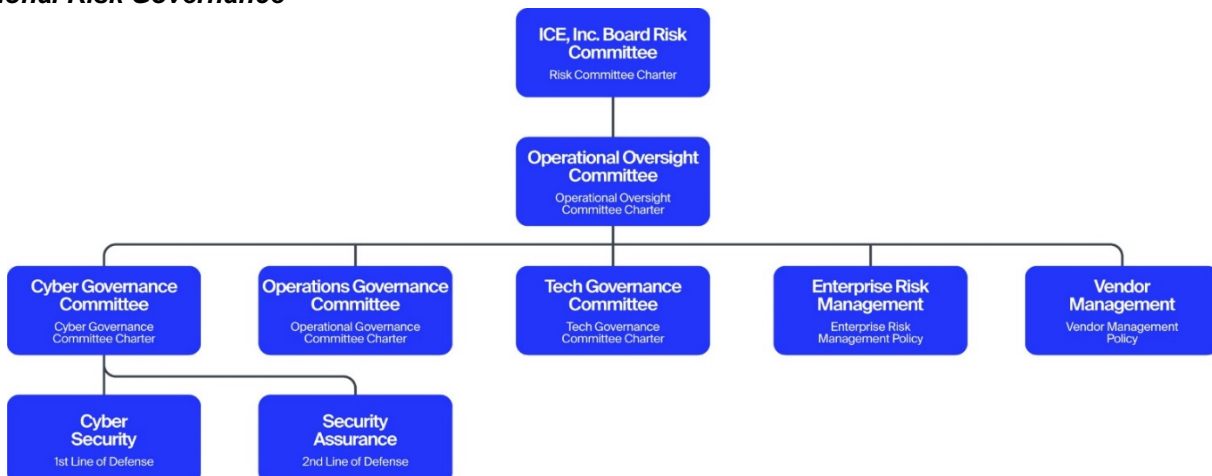 Risk Governance
ICE, Inc. Board Risk
Committee
Risk Committee Charter
Operational Oversight
Committee
Operational Oversight
Committee Charter
Cyber Governance
Committee
Cyber Governance
Committee Charter
Operations Governance
Committee
Operational Governance
Committee Charter
Tech Governance
Committee
Tech Governance
Committee Charter
Enterprise Risk
Management
Enterprise Risk
Management Policy
Vendor
Management
Vendor Management
Policy
Cyber
Security
1st Line of Defense
Security
Assurance
2nd Line of Defense